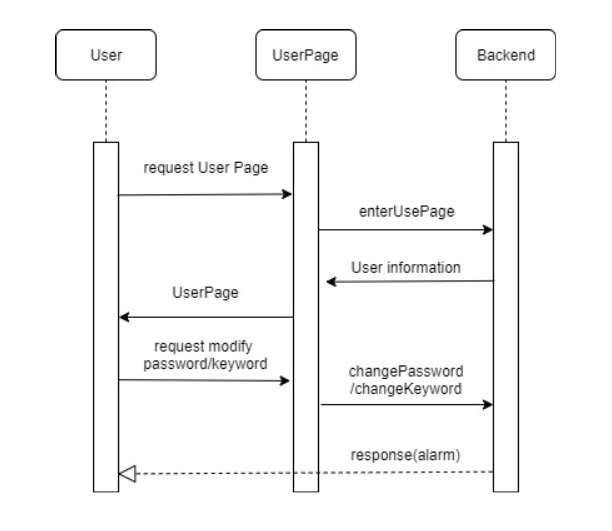 User
UserPage
Backend
request User Page
enterUsePage
User information
UserPage
request modify
password/keyword
changePassword
/changeKeyword
response(alarm)